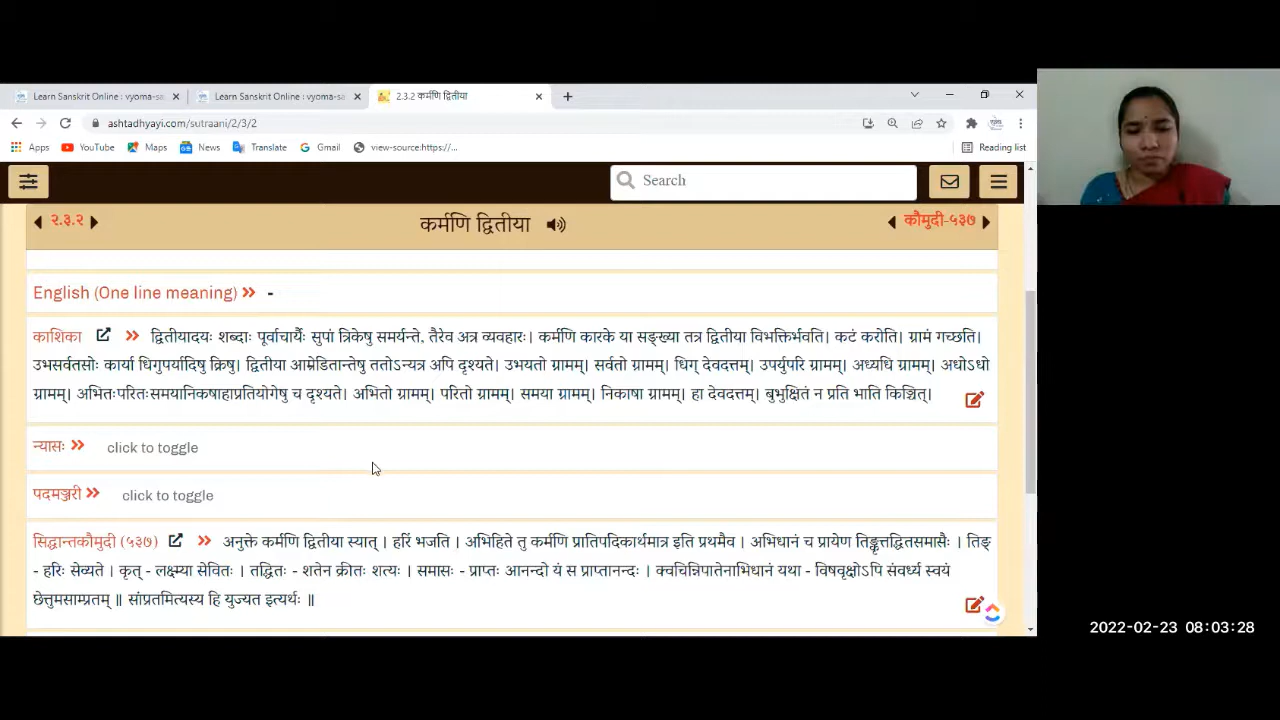 Learn Sanskrit Online : vyoma-sa
Learn Sanskrit Online : vyoma-sa
2.3.2 कर्मणि द्वितीया
ashtadhyayi.com/sutraani/2/3/2
Apps YouTube Maps News Translate Gmail view-source:https://... Reading list
Search
२.३.२ कर्मणि द्वितीया कौमुदी-५३७
English (One line meaning) -
काशिका द्वितीयादयः शब्दाः पूर्वाचार्यैः सुपां त्रिकेषु समर्यन्ते, तैरेव अत्र व्यवहारः। कर्मणि कारके या सङ्ख्या तत्र द्वितीया विभक्तिर्भवति। कटं करोति। ग्रामं गच्छति।
उभसर्वतसोः कार्या धिगुपर्यादिषु क्रिषु। द्वितीया आम्रेडितान्तेषु ततोऽन्यत्र अपि दृश्यते। उभयतो ग्रामम्। सर्वतो ग्रामम्। धिग् देवदत्तम्। उपर्युपरि ग्रामम्। अध्यधि ग्रामम्। अधोऽधो
ग्रामम्। अभितःपरितःसमयानिकषाहाप्रतियोगेषु च दृश्यते। अभितो ग्रामम्। परितो ग्रामम्। समया ग्रामम्। निकाषा ग्रामम्। हा देवदत्तम्। बुभुक्षितं न प्रति भाति किञ्चित्।
न्यासः click to toggle
पदमञ्जरी click to toggle
सिद्धान्तकौमुदी (५३७) अनुक्ते कर्मणि द्वितीया स्यात् । हरिं भजति । अभिहिते तु कर्मणि प्रातिपदिकार्थमात्र इति प्रथमैव । अभिधानं च प्रायेण तिङ्कृत्तद्धितसमासैः । तिङ्
- हरिः सेव्यते । कृत् - लक्ष्म्या सेवितः । तद्धितः - शतेन क्रीतः शत्यः । समासः - प्राप्तः आनन्दो यं स प्राप्तानन्दः । क्वचिन्निपातेनाभिधानं यथा - विषवृक्षोऽपि संवर्ध्य स्वयं
छेत्तुमसाम्प्रतम् ॥ सांप्रतमित्यस्य हि युज्यत इत्यर्थः ॥
2022-02-23 08:03:28